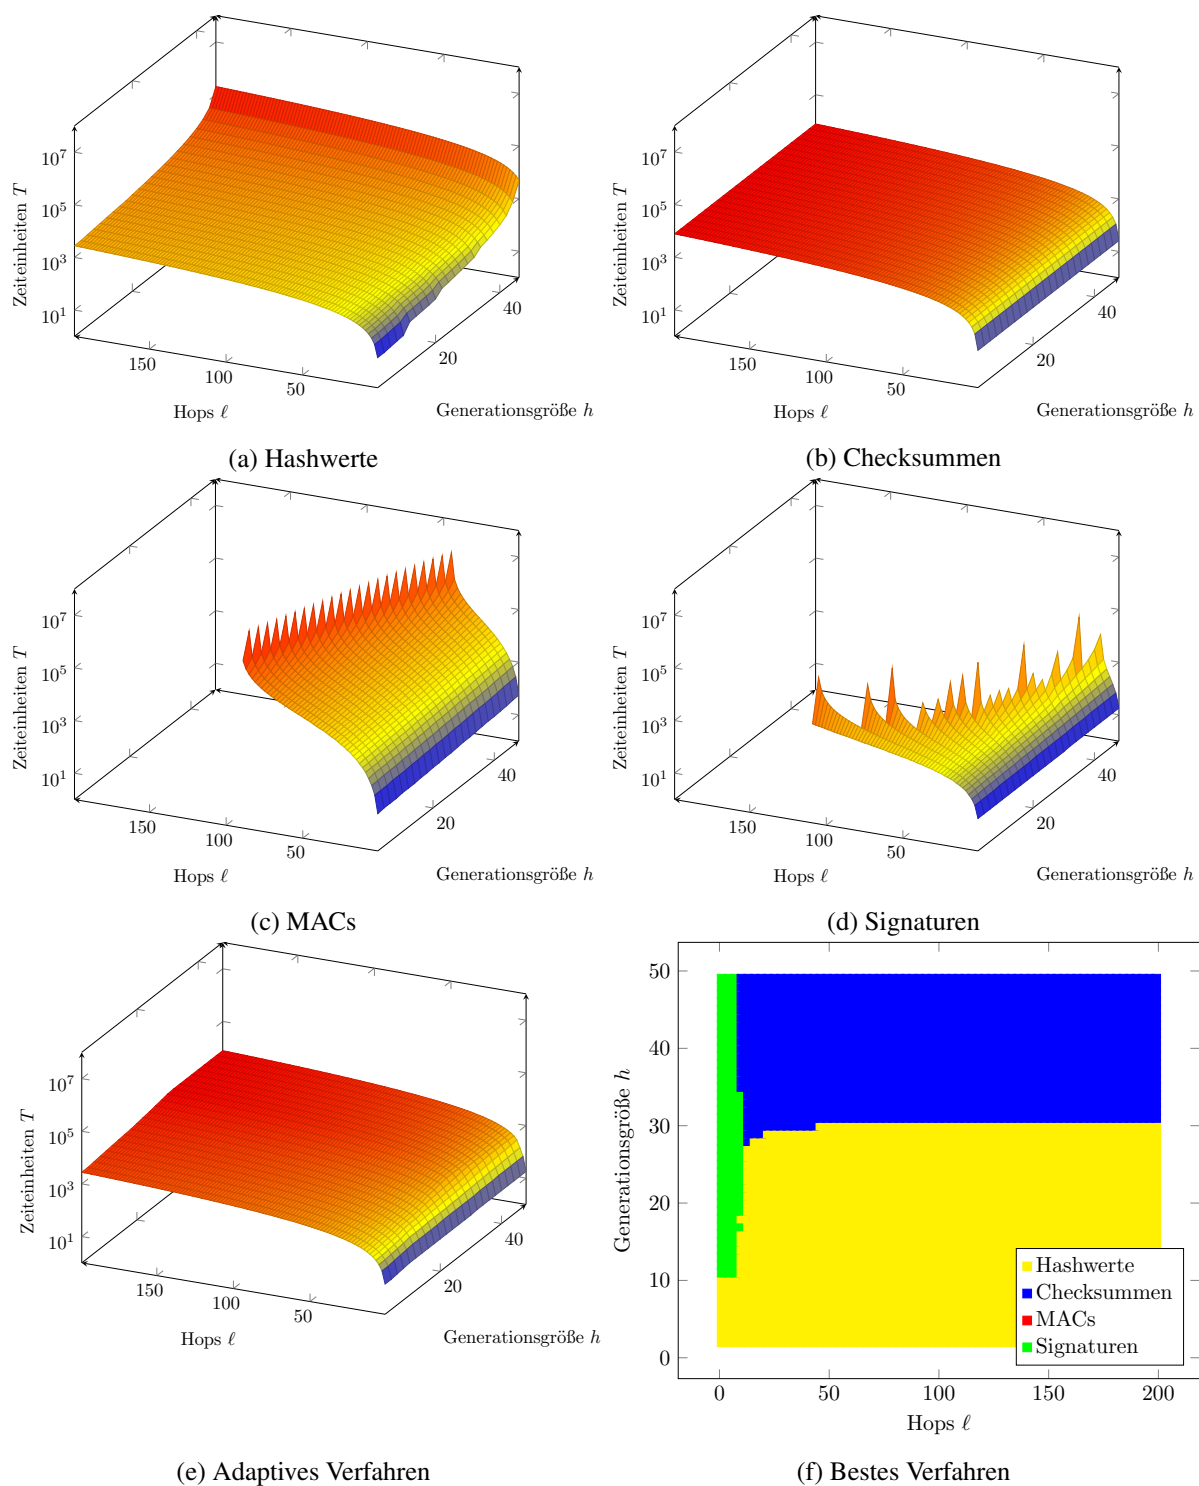 10^7
10^5
10^3
10^1
Zeiteinheiten T
150
100
50
20
40
Hops ℓ
Generationsgröße h
(a) Hashwerte
10^7
10^5
10^3
10^1
Zeiteinheiten T
150
100
50
20
40
Hops ℓ
Generationsgröße h
(b) Checksummen
10^7
10^5
10^3
10^1
Zeiteinheiten T
150
100
50
20
40
Hops ℓ
Generationsgröße h
(c) MACs
10^7
10^5
10^3
10^1
Zeiteinheiten T
150
100
50
20
40
Hops ℓ
Generationsgröße h
(d) Signaturen
10^7
10^5
10^3
10^1
Zeiteinheiten T
150
100
50
20
40
Hops ℓ
Generationsgröße h
(e) Adaptives Verfahren
50
40
30
20
10
0
Generationsgröße h
Hashwerte
Checksummen
MACs
Signaturen
0
50
100
150
200
Hops ℓ
(f) Bestes Verfahren